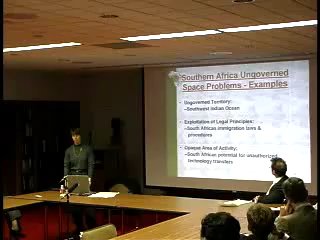 Southern Africa Ungoverned
Space Problems - Examples
Ungoverned Territory:
–Southwest Indian Ocean
Exploitation of Legal Principles:
–South African immigration laws &
procedures
Opaque Area of Activity:
–South African potential for unauthorized
technology transfers